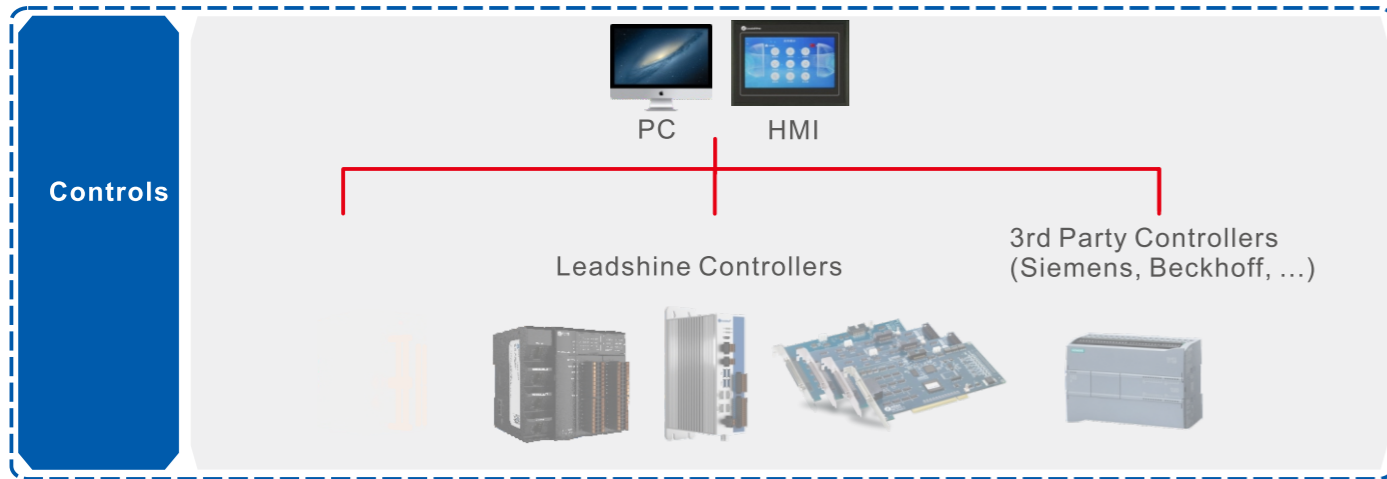 PC
HMI
Controls
Leadshine Controllers
3rd Party Controllers
(Siemens, Beckhoff, ...)